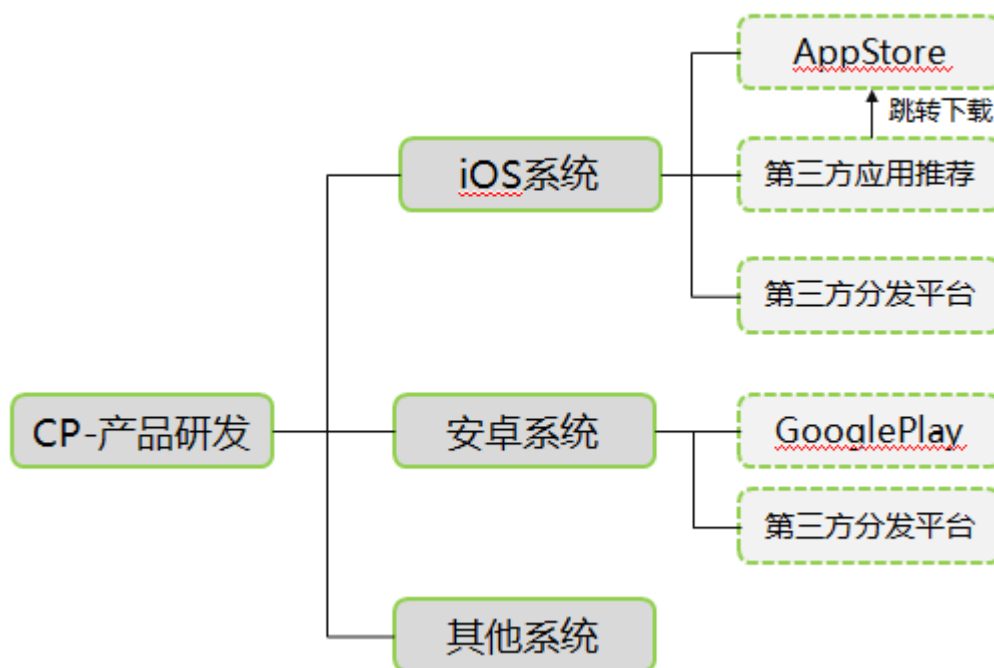 AppStore
跳转下载
iOS系统
第三方应用推荐
第三方分发平台
CP-产品研发
安卓系统
GooglePlay
第三方分发平台
其他系统